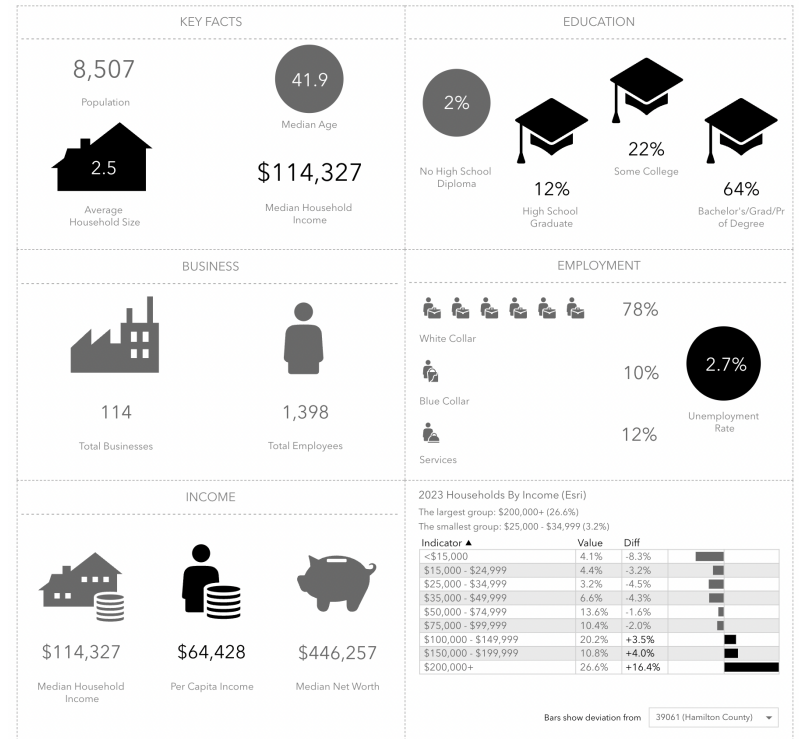 KEY FACTS
8,507
Population
41.9
Median Age
2.5
Average
Household Size
$114,327
Median Household
Income
EDUCATION
2%
No High School
Diploma
12%
High School
Graduate
22%
Some College
64%
Bachelor's/Grad/Pr
of Degree
BUSINESS
114
Total Businesses
1,398
Total Employees
EMPLOYMENT
78%
White Collar
10%
Blue Collar
12%
Services
2.7%
Unemployment
Rate
INCOME
$114,327
Median Household
Income
$64,428
Per Capita Income
$446,257
Median Net Worth
2023 Households By Income (Esri)
The largest group: $200,000+ (26.6%)
The smallest group: $25,000 - $34,999 (3.2%)
Indicator ▲ Value Diff
<$15,000 4.1% -8.3%
$15,000 - $24,999 4.4% -3.2%
$25,000 - $34,999 3.2% -4.5%
$35,000 - $49,999 6.6% -4.3%
$50,000 - $74,999 13.6% -1.6%
$75,000 - $99,999 10.4% -2.0%
$100,000 - $149,999 20.2% +3.5%
$150,000 - $199,999 10.8% +4.0%
$200,000+ 26.6% +16.4%
Bars show deviation from 39061 (Hamilton County)